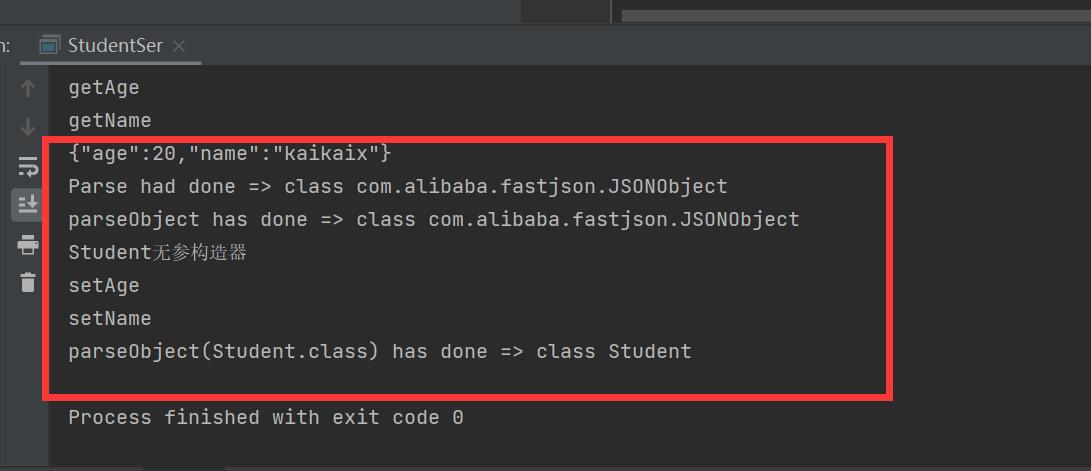 n:
StudentSer
getAge
getName
{"age":20,"name":"kaikaix"}
Parse had done => class com.alibaba.fastjson.JSONObject
parseObject has done => class com.alibaba.fastjson.JSONObject
Student无参构造器
setAge
setName
parseObject(Student.class) has done => class Student
Process finished with exit code 0